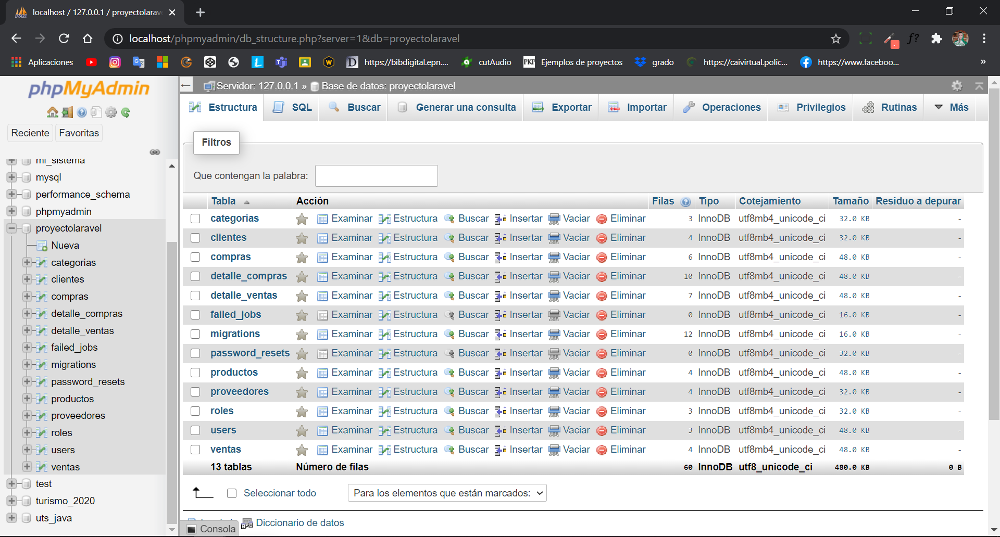 localhost / 127.0.0.1 / proyectolarav
localhost/phpmyadmin/db_structure.php?server=1&db=proyectolaravel
f?
Aplicaciones
https://bibdigital.epn....
cutAudio
PKP
Ejemplos de proyectos
grado
https://caivirtual.polic...
https://www.faceboo...
»
phpMyAdmin
Reciente
Favoritas
mi_sistema
mysql
performance_schema
phpmyadmin
proyectolaravel
Nueva
categorias
clientes
compras
detalle_compras
detalle_ventas
failed_jobs
migrations
password_resets
productos
proveedores
roles
users
ventas
test
turismo_2020
uts_java
Servidor: 127.0.0.1 » Base de datos: proyectolaravel
Estructura SQL Buscar Generar una consulta Exportar Importar Operaciones Privilegios Rutinas Más
Filtros
Que contengan la palabra:
Tabla Acción Filas Tipo Cotejamiento Tamaño Residuo a depurar
categorias Examinar Estructura Buscar Insertar Vaciar Eliminar 3 InnoDB utf8mb4_unicode_ci 32.0 KB -
clientes Examinar Estructura Buscar Insertar Vaciar Eliminar 4 InnoDB utf8mb4_unicode_ci 32.0 KB -
compras Examinar Estructura Buscar Insertar Vaciar Eliminar 6 InnoDB utf8mb4_unicode_ci 48.0 KB -
detalle_compras Examinar Estructura Buscar Insertar Vaciar Eliminar 10 InnoDB utf8mb4_unicode_ci 48.0 KB -
detalle_ventas Examinar Estructura Buscar Insertar Vaciar Eliminar 7 InnoDB utf8mb4_unicode_ci 48.0 KB -
failed_jobs Examinar Estructura Buscar Insertar Vaciar Eliminar 0 InnoDB utf8mb4_unicode_ci 16.0 KB -
migrations Examinar Estructura Buscar Insertar Vaciar Eliminar 12 InnoDB utf8mb4_unicode_ci 16.0 KB -
password_resets Examinar Estructura Buscar Insertar Vaciar Eliminar 0 InnoDB utf8mb4_unicode_ci 32.0 KB -
productos Examinar Estructura Buscar Insertar Vaciar Eliminar 4 InnoDB utf8mb4_unicode_ci 48.0 KB -
proveedores Examinar Estructura Buscar Insertar Vaciar Eliminar 4 InnoDB utf8mb4_unicode_ci 32.0 KB -
roles Examinar Estructura Buscar Insertar Vaciar Eliminar 3 InnoDB utf8mb4_unicode_ci 32.0 KB -
users Examinar Estructura Buscar Insertar Vaciar Eliminar 3 InnoDB utf8mb4_unicode_ci 48.0 KB -
ventas Examinar Estructura Buscar Insertar Vaciar Eliminar 4 InnoDB utf8mb4_unicode_ci 48.0 KB -
13 tablas Número de filas 60 InnoDB utf8_unicode_ci 480.0 KB 0 B
Seleccionar todo
Para los elementos que están marcados:
Diccionario de datos
Consola